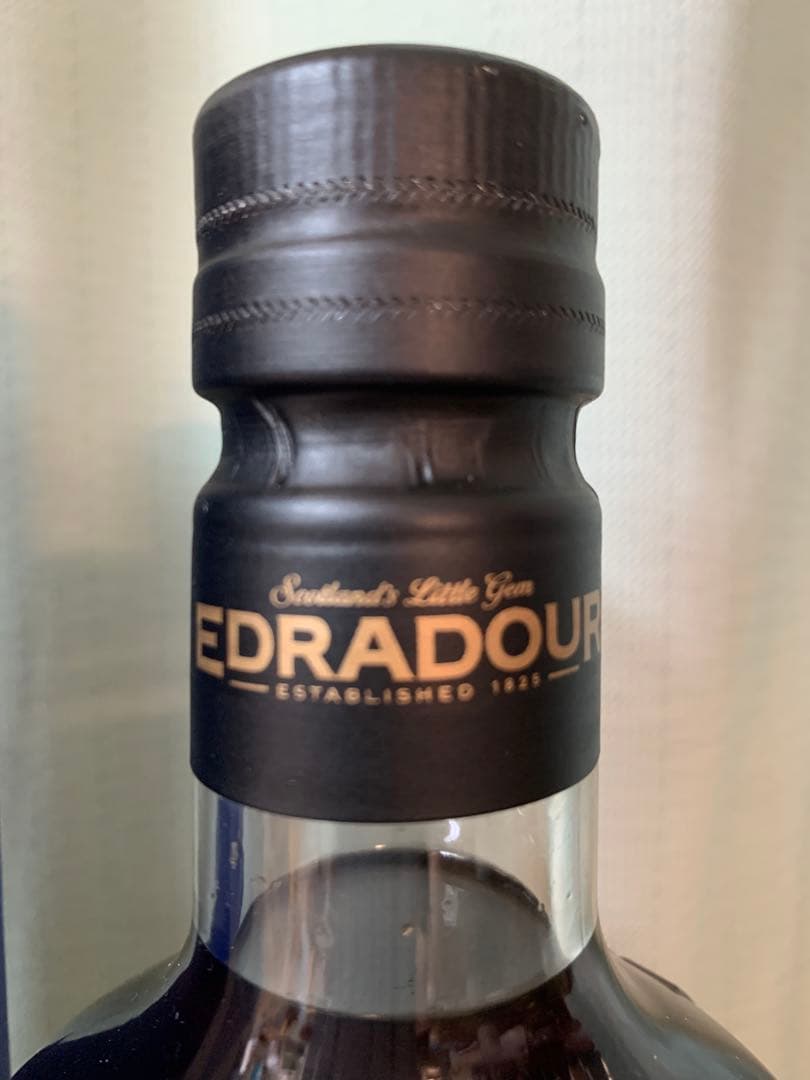 Scotland's Little Gem
EDRADOUR
ESTABLISHED 1825